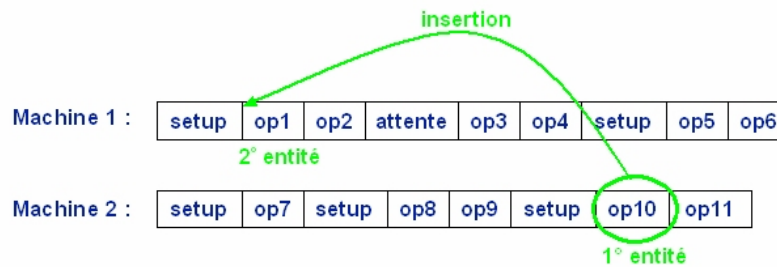 insertion
Machine 1 : setup op1 op2 attente op3 op4 setup op5 op6
2° entité
Machine 2 : setup op7 setup op8 op9 setup op10 op11
1° entité